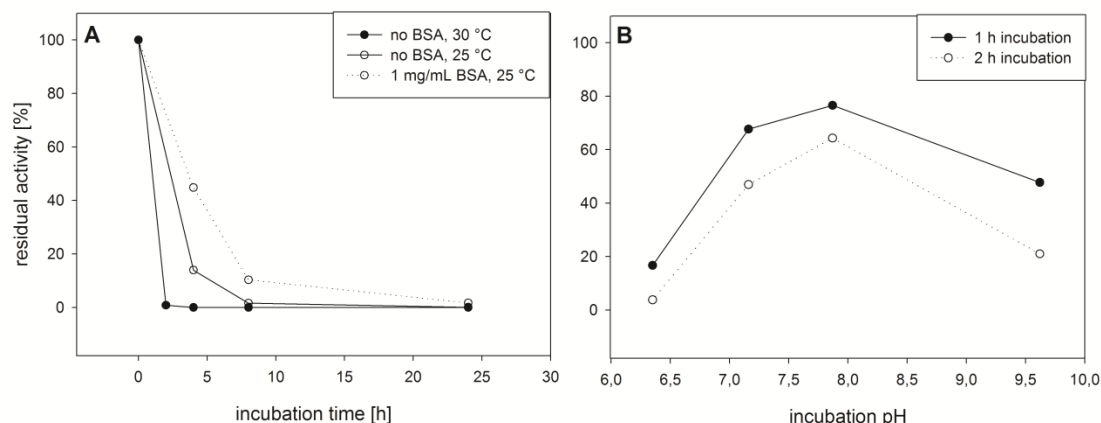 A
no BSA, 30 °C
no BSA, 25 °C
1 mg/mL BSA, 25 °C
residual activity [%]
100
80
60
40
20
0
0 5 10 15 20 25 30
incubation time [h]
B
1 h incubation
2 h incubation
100
80
60
40
20
0
6,0 6,5 7,0 7,5 8,0 8,5 9,0 9,5 10,0
incubation pH